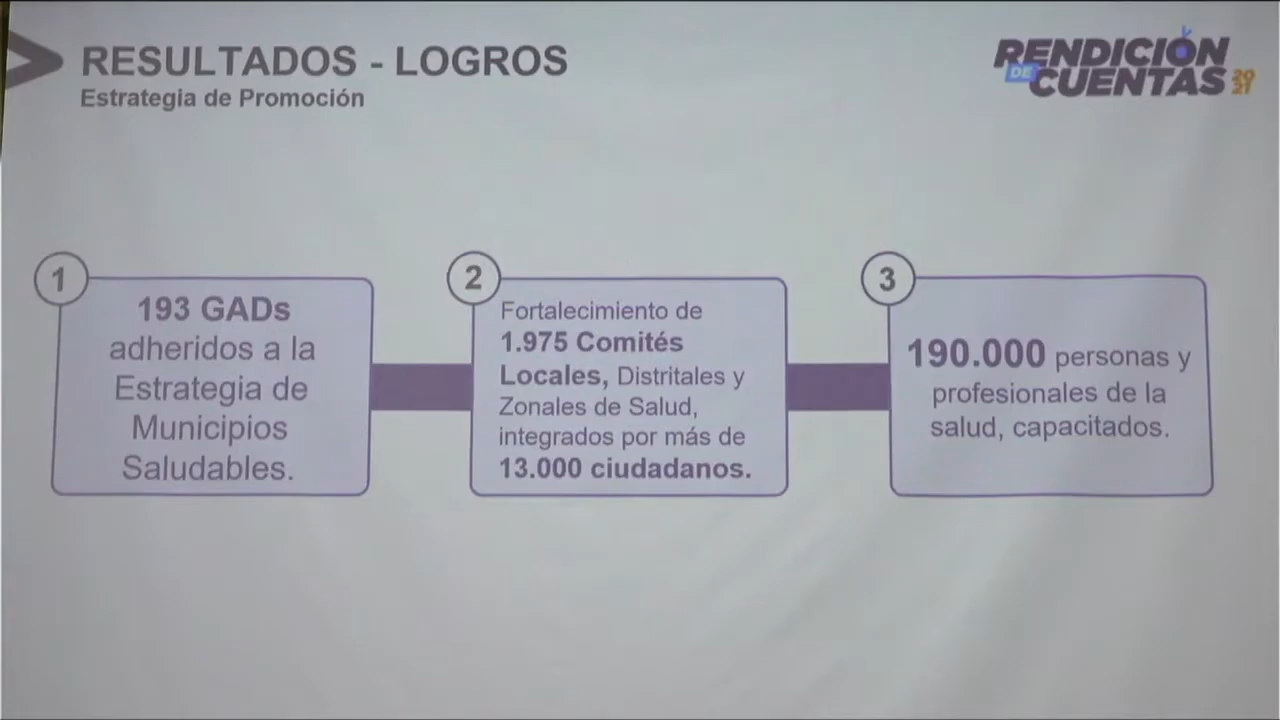 RESULTADOS - LOGROS
Estrategia de Promoción
RENDICIÓN
DE CUENTAS 2021
1
193 GADs
adheridos a la
Estrategia de
Municipios
Saludables.
2
Fortalecimiento de
1.975 Comités
Locales, Distritales y
Zonales de Salud,
integrados por más de
13.000 ciudadanos.
3
190.000 personas y
profesionales de la
salud, capacitados.